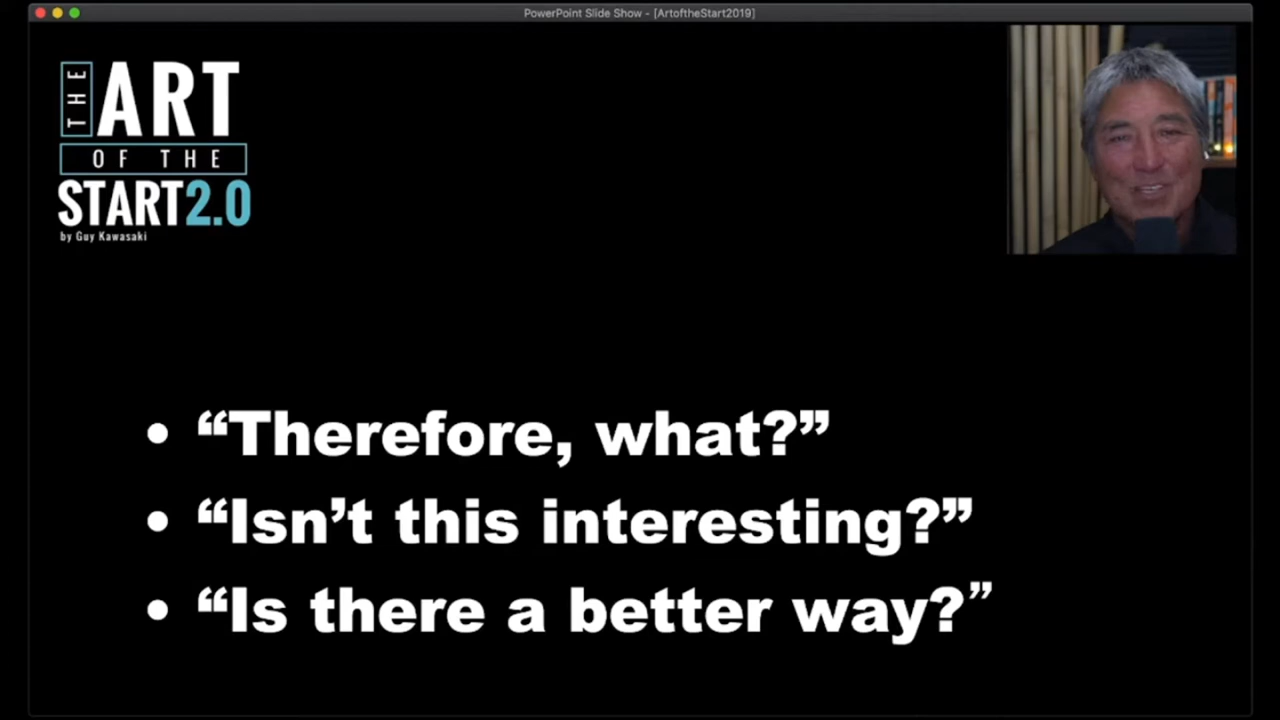 PowerPoint Slide Show - [ArtoftheStart2019]
THE ART
OF THE
START2.0
by Guy Kawasaki
• “Therefore, what?”
• “Isn’t this interesting?”
• “Is there a better way?”